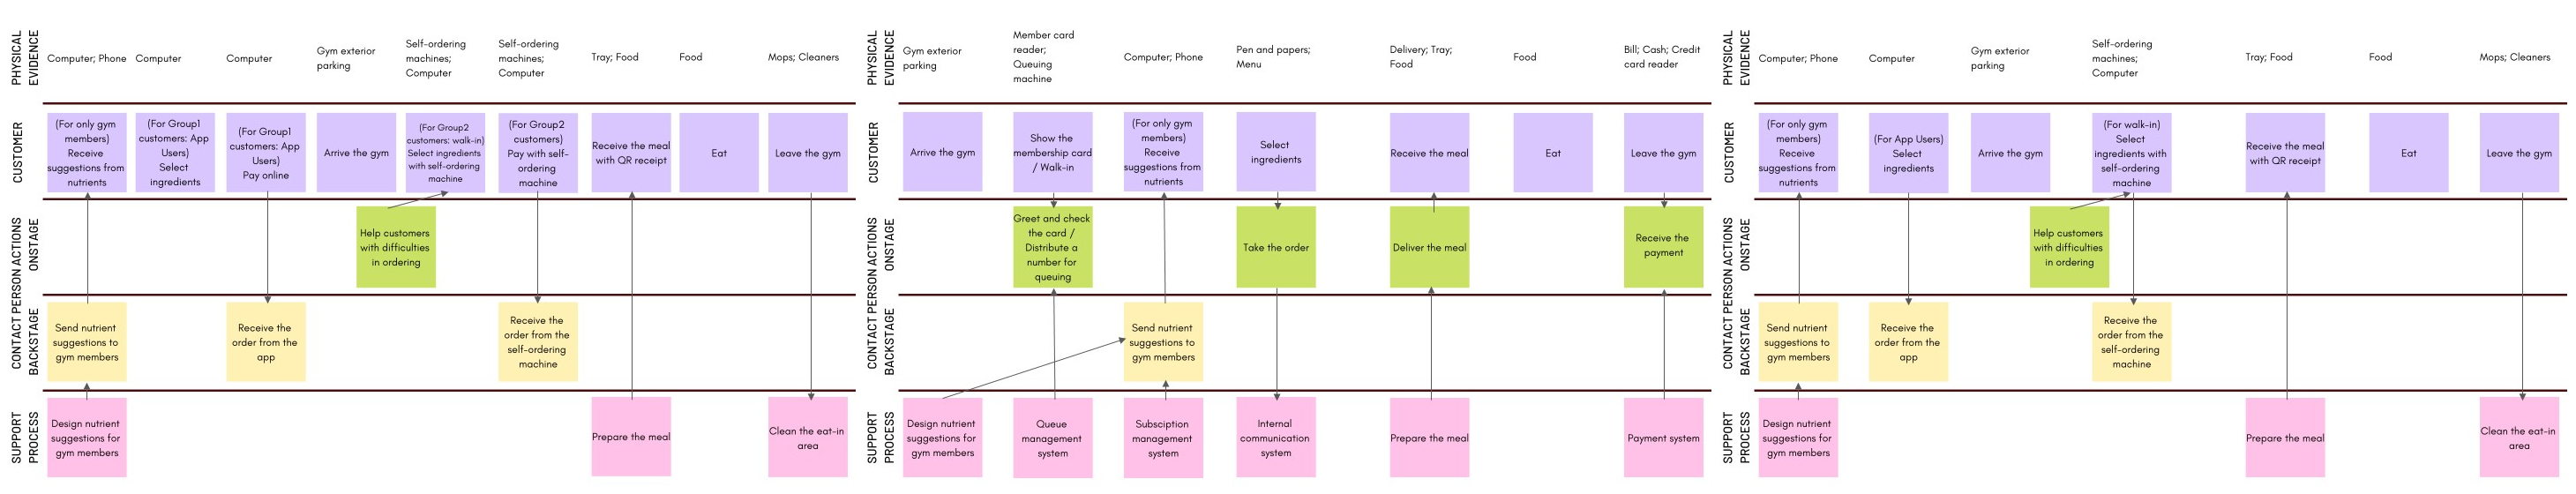 PHYSICAL
EVIDENCE
Computer; Phone
Computer
Computer
Gym exterior
parking
Self-ordering
machines;
Computer
Self-ordering
machines;
Computer
Tray; Food
Food
Mops; Cleaners
CUSTOMER
(For only gym
members)
Receive
suggestions from
nutrients
(For Group1
customers: App
Users)
Select
ingredients
(For Group1
customers: App
Users)
Pay online
Arrive the gym
(For Group2
customers: walk-in)
Select ingredients
with self-ordering
machine
(For Group2
customers)
Pay with self-
ordering
machine
Receive the meal
with QR receipt
Eat
Leave the gym
CONTACT PERSON ACTIONS
ONSTAGE
Help customers
with difficulties
in ordering
BACKSTAGE
Send nutrient
suggestions to
gym members
Receive the
order from the
app
Receive the
order from the
self-ordering
machine
SUPPORT
PROCESS
Design nutrient
suggestions for
gym members
Prepare the meal
Clean the eat-in
area
PHYSICAL
EVIDENCE
Gym exterior
parking
Member card
reader;
Queuing
machine
Computer; Phone
Pen and papers;
Menu
Delivery; Tray;
Food
Food
Bill; Cash; Credit
card reader
CUSTOMER
Arrive the gym
Show the
membership card
/ Walk-in
(For only gym
members)
Receive
suggestions from
nutrients
Select
ingredients
Receive the meal
Eat
Leave the gym
CONTACT PERSON ACTIONS
ONSTAGE
Greet and check
the card /
Distribute a
number for
queuing
Take the order
Deliver the meal
Receive the
payment
BACKSTAGE
Send nutrient
suggestions to
gym members
SUPPORT
PROCESS
Design nutrient
suggestions for
gym members
Queue
management
system
Subsciption
management
system
Internal
communication
system
Prepare the meal
Payment system
PHYSICAL
EVIDENCE
Computer; Phone
Computer
Gym exterior
parking
Self-ordering
machines;
Computer
Tray; Food
Food
Mops; Cleaners
CUSTOMER
(For only gym
members)
Receive
suggestions from
nutrients
(For App Users)
Select
ingredients
Arrive the gym
(For walk-in)
Select
ingredients with
self-ordering
machine
Receive the meal
with QR receipt
Eat
Leave the gym
CONTACT PERSON ACTIONS
ONSTAGE
Help customers
with difficulties
in ordering
BACKSTAGE
Send nutrient
suggestions to
gym members
Receive the
order from the
app
Receive the
order from the
self-ordering
machine
SUPPORT
PROCESS
Design nutrient
suggestions for
gym members
Prepare the meal
Clean the eat-in
area